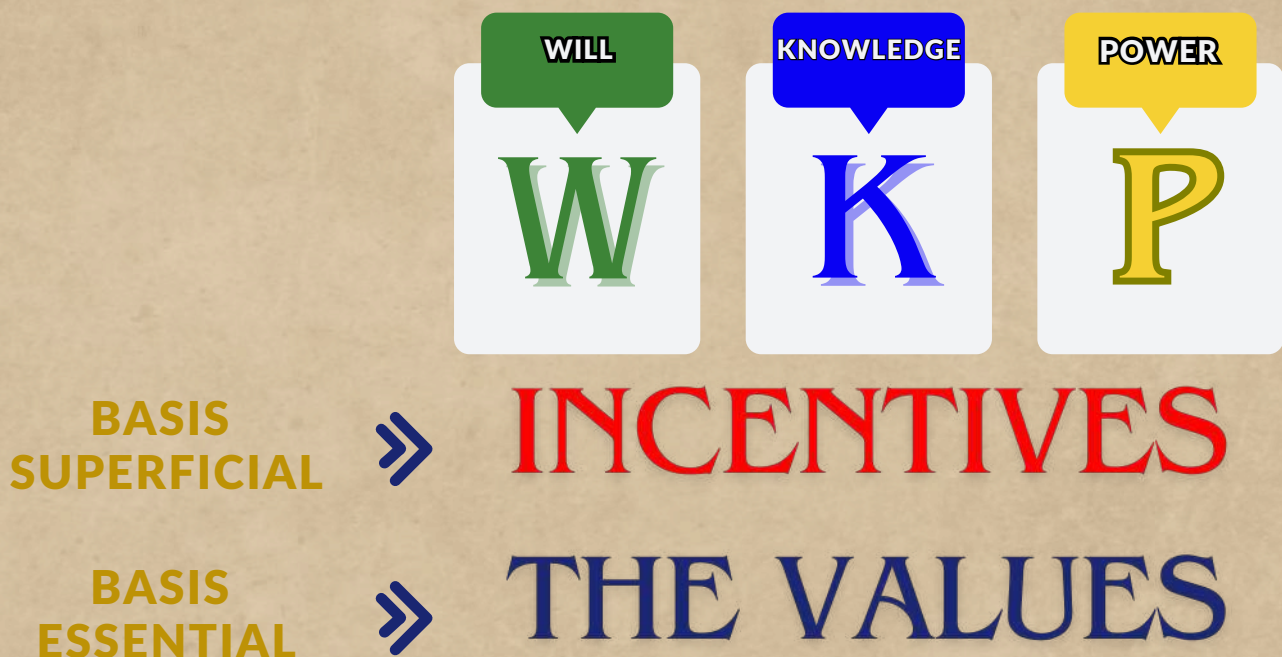 WILL
KNOWLEDGE
POWER
W
K
P
BASIS
SUPERFICIAL
INCENTIVES
BASIS
ESSENTIAL
THE VALUES